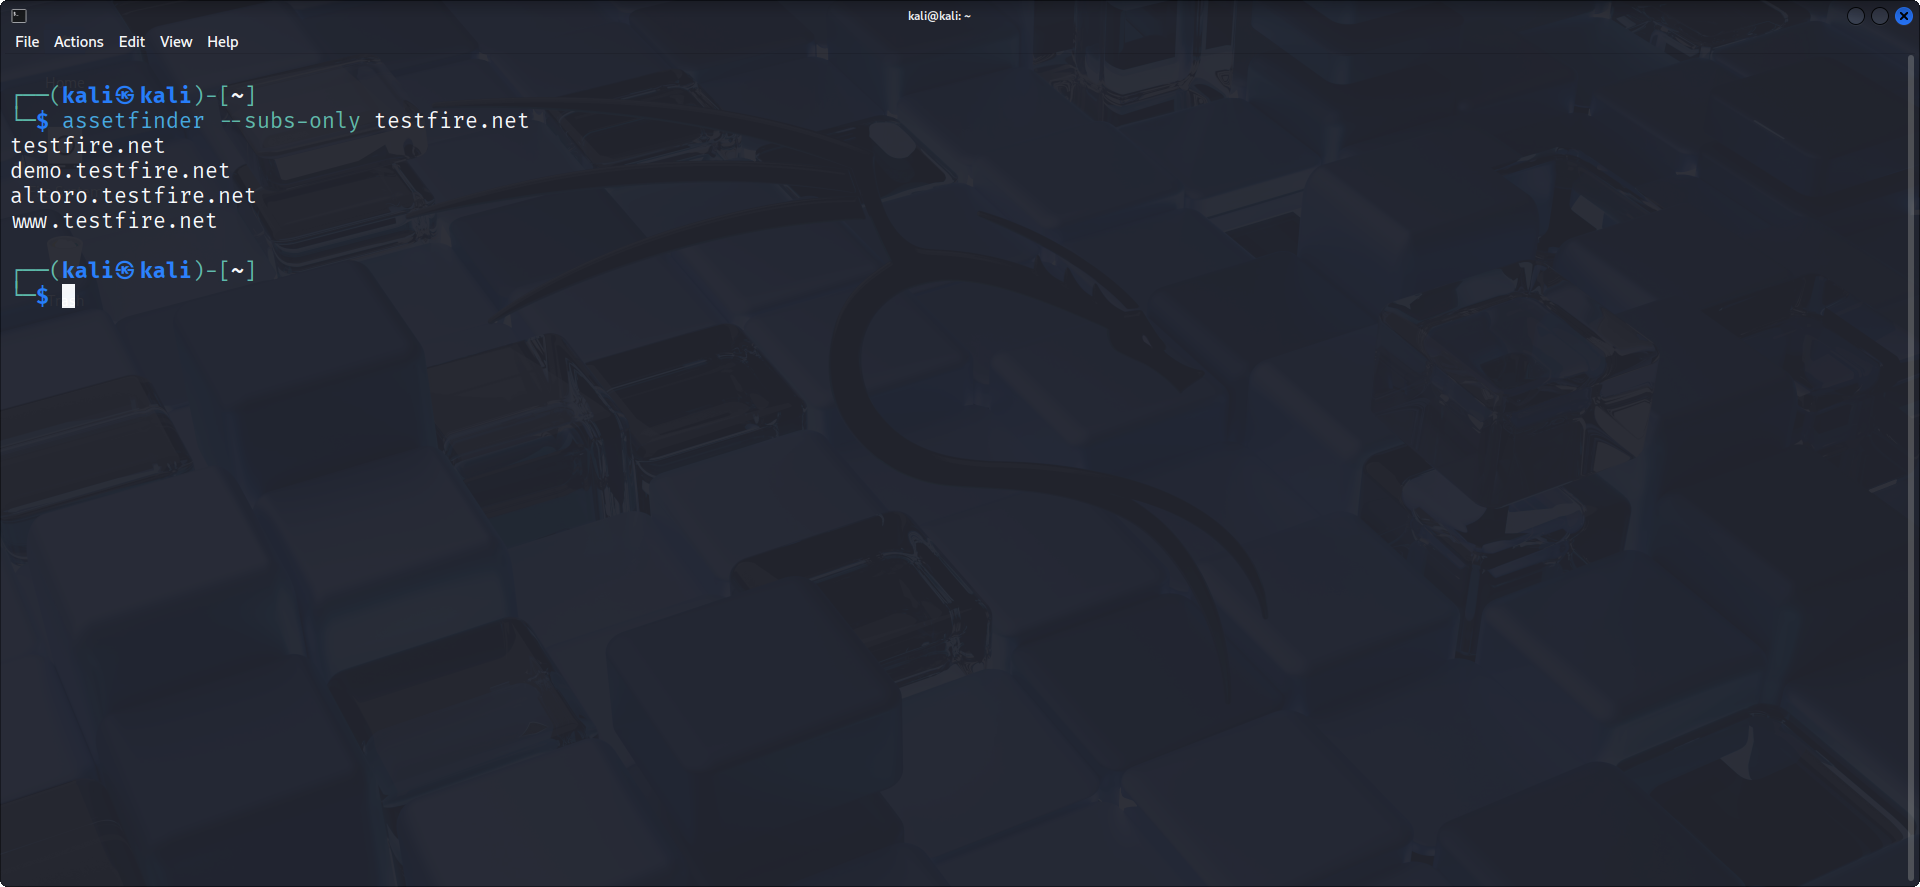 kali@kali: ~
File Actions Edit View Help
┌──(kali㉿kali)-[~]
└─$ assetfinder --subs-only testfire.net
testfire.net
demo.testfire.net
altoro.testfire.net
www.testfire.net
┌──(kali㉿kali)-[~]
└─$